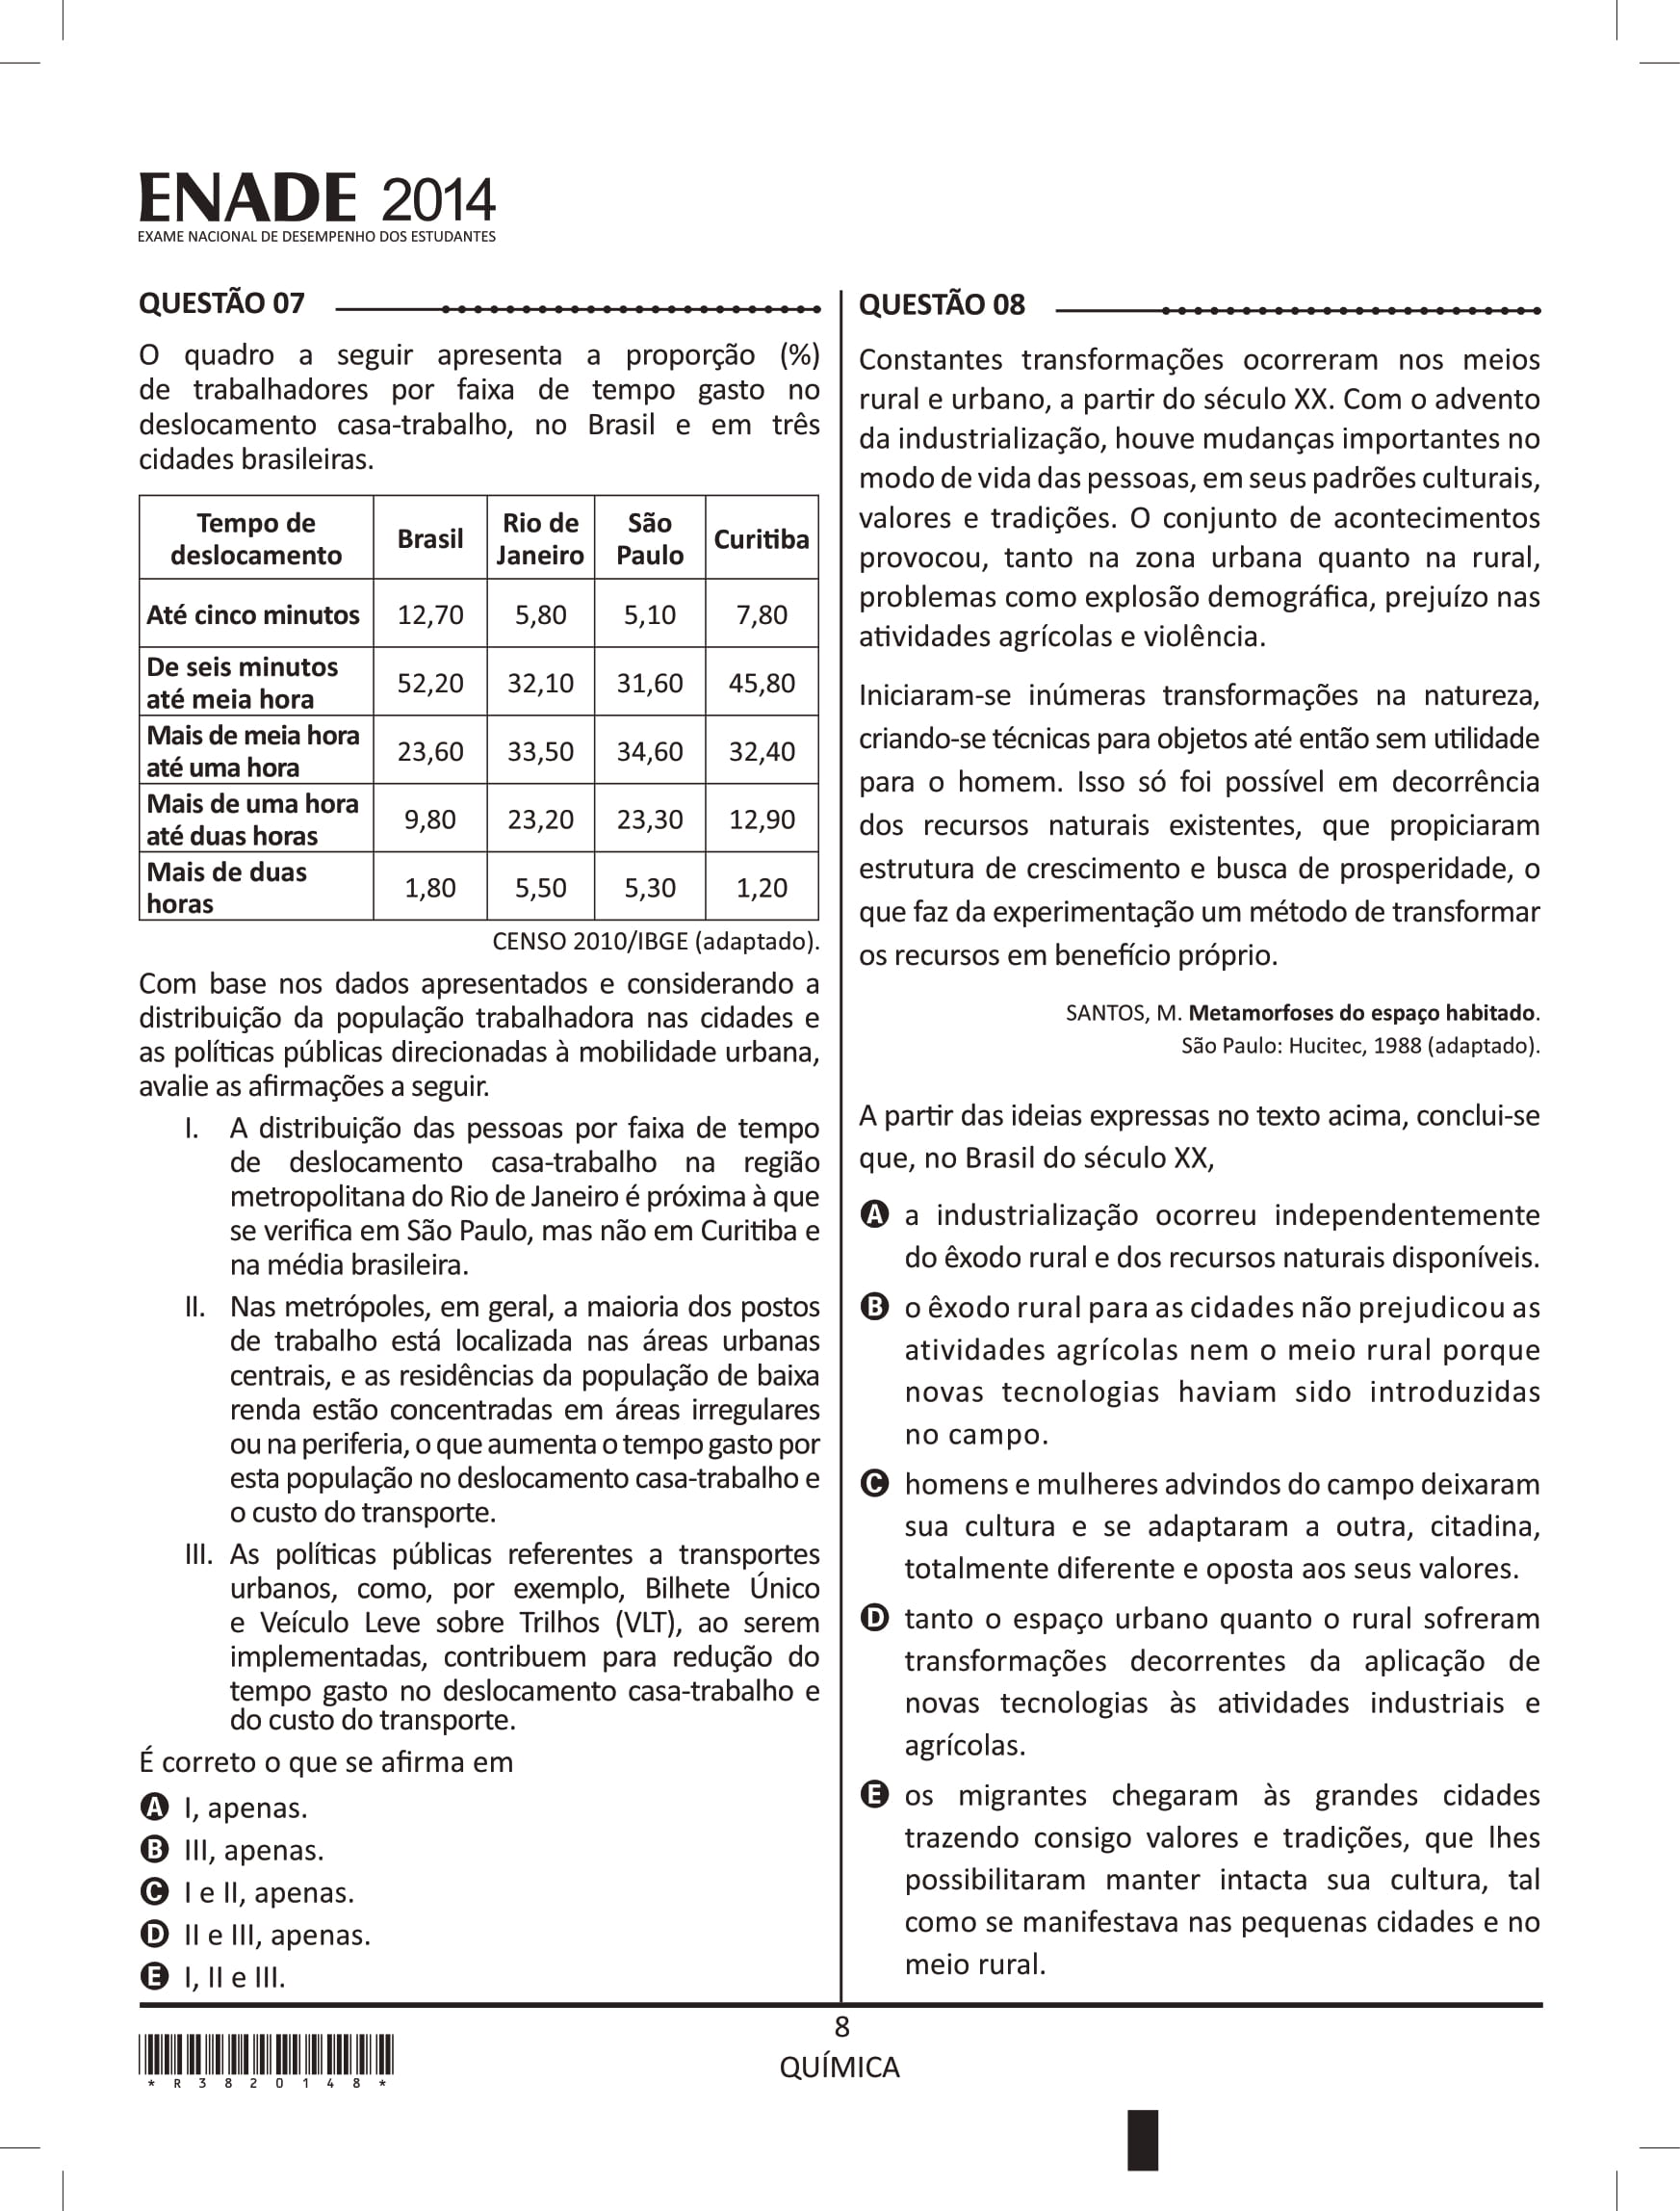 ENADE 2014
EXAME NACIONAL DE DESEMPENHO DOS ESTUDANTES
QUESTÃO 07
O quadro a seguir apresenta a proporção (%)
de trabalhadores por faixa de tempo gasto no
deslocamento casa-trabalho, no Brasil e em três
cidades brasileiras.
Tempo de deslocamento Brasil Rio de Janeiro São Paulo Curitiba
Até cinco minutos 12,70 5,80 5,10 7,80
De seis minutos até meia hora 52,20 32,10 31,60 45,80
Mais de meia hora até uma hora 23,60 33,50 34,60 32,40
Mais de uma hora até duas horas 9,80 23,20 23,30 12,90
Mais de duas horas 1,80 5,50 5,30 1,20
CENSO 2010/IBGE (adaptado).
Com base nos dados apresentados e considerando a
distribuição da população trabalhadora nas cidades e
as políticas públicas direcionadas à mobilidade urbana,
avalie as afirmações a seguir.
I. A distribuição das pessoas por faixa de tempo
de deslocamento casa-trabalho na região
metropolitana do Rio de Janeiro é próxima à que
se verifica em São Paulo, mas não em Curitiba e
na média brasileira.
II. Nas metrópoles, em geral, a maioria dos postos
de trabalho está localizada nas áreas urbanas
centrais, e as residências da população de baixa
renda estão concentradas em áreas irregulares
ou na periferia, o que aumenta o tempo gasto por
esta população no deslocamento casa-trabalho e
o custo do transporte.
III. As políticas públicas referentes a transportes
urbanos, como, por exemplo, Bilhete Único
e Veículo Leve sobre Trilhos (VLT), ao serem
implementadas, contribuem para redução do
tempo gasto no deslocamento casa-trabalho e
do custo do transporte.
É correto o que se afirma em
A I, apenas.
B III, apenas.
C I e II, apenas.
D II e III, apenas.
E I, II e III.
QUESTÃO 08
Constantes transformações ocorreram nos meios
rural e urbano, a partir do século XX. Com o advento
da industrialização, houve mudanças importantes no
modo de vida das pessoas, em seus padrões culturais,
valores e tradições. O conjunto de acontecimentos
provocou, tanto na zona urbana quanto na rural,
problemas como explosão demográfica, prejuízo nas
atividades agrícolas e violência.
Iniciaram-se inúmeras transformações na natureza,
criando-se técnicas para objetos até então sem utilidade
para o homem. Isso só foi possível em decorrência
dos recursos naturais existentes, que propiciaram
estrutura de crescimento e busca de prosperidade, o
que faz da experimentação um método de transformar
os recursos em benefício próprio.
SANTOS, M. Metamorfoses do espaço habitado.
São Paulo: Hucitec, 1988 (adaptado).
A partir das ideias expressas no texto acima, conclui-se
que, no Brasil do século XX,
A a industrialização ocorreu independentemente
do êxodo rural e dos recursos naturais disponíveis.
B o êxodo rural para as cidades não prejudicou as
atividades agrícolas nem o meio rural porque
novas tecnologias haviam sido introduzidas
no campo.
C homens e mulheres advindos do campo deixaram
sua cultura e se adaptaram a outra, citadina,
totalmente diferente e oposta aos seus valores.
D tanto o espaço urbano quanto o rural sofreram
transformações decorrentes da aplicação de
novas tecnologias às atividades industriais e
agrícolas.
E os migrantes chegaram às grandes cidades
trazendo consigo valores e tradições, que lhes
possibilitaram manter intacta sua cultura, tal
como se manifestava nas pequenas cidades e no
meio rural.
8
QUÍMICA
* R 3 8 2 0 1 4 8 *